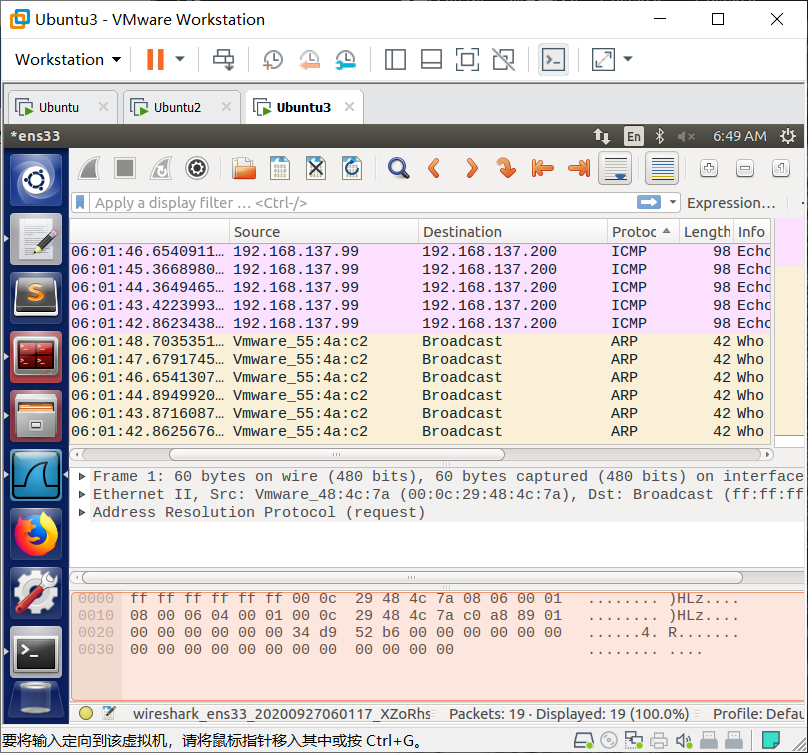 Ubuntu3 - VMware Workstation
Workstation
Ubuntu
Ubuntu2
Ubuntu3
*ens33
En
6:49 AM
Apply a display filter … <Ctrl-/>
Expression…
Source Destination Protoc Length Info
06:01:46.6540911… 192.168.137.99 192.168.137.200 ICMP 98 Echo
06:01:45.3668980… 192.168.137.99 192.168.137.200 ICMP 98 Echo
06:01:44.3649465… 192.168.137.99 192.168.137.200 ICMP 98 Echo
06:01:43.4223993… 192.168.137.99 192.168.137.200 ICMP 98 Echo
06:01:42.8623438… 192.168.137.99 192.168.137.200 ICMP 98 Echo
06:01:48.7035351… Vmware_55:4a:c2 Broadcast ARP 42 Who
06:01:47.6791745… Vmware_55:4a:c2 Broadcast ARP 42 Who
06:01:46.6541307… Vmware_55:4a:c2 Broadcast ARP 42 Who
06:01:44.8949920… Vmware_55:4a:c2 Broadcast ARP 42 Who
06:01:43.8716087… Vmware_55:4a:c2 Broadcast ARP 42 Who
06:01:42.8625676… Vmware_55:4a:c2 Broadcast ARP 42 Who
Frame 1: 60 bytes on wire (480 bits), 60 bytes captured (480 bits) on interface
Ethernet II, Src: Vmware_48:4c:7a (00:0c:29:48:4c:7a), Dst: Broadcast (ff:ff:ff
Address Resolution Protocol (request)
0000 ff ff ff ff ff ff 00 0c 29 48 4c 7a 08 06 00 01 ........ )HLz....
0010 08 00 06 04 00 01 00 0c 29 48 4c 7a c0 a8 89 01 ........ )HLz....
0020 00 00 00 00 00 00 34 d9 52 b6 00 00 00 00 00 00 ......4. R.......
0030 00 00 00 00 00 00 00 00 00 00 00 00 ........ ....
wireshark_ens33_20200927060117_XZoRhs
Packets: 19 · Displayed: 19 (100.0%)
Profile: Defau
要将输入定向到该虚拟机，请将鼠标指针移入其中或按 Ctrl+G。